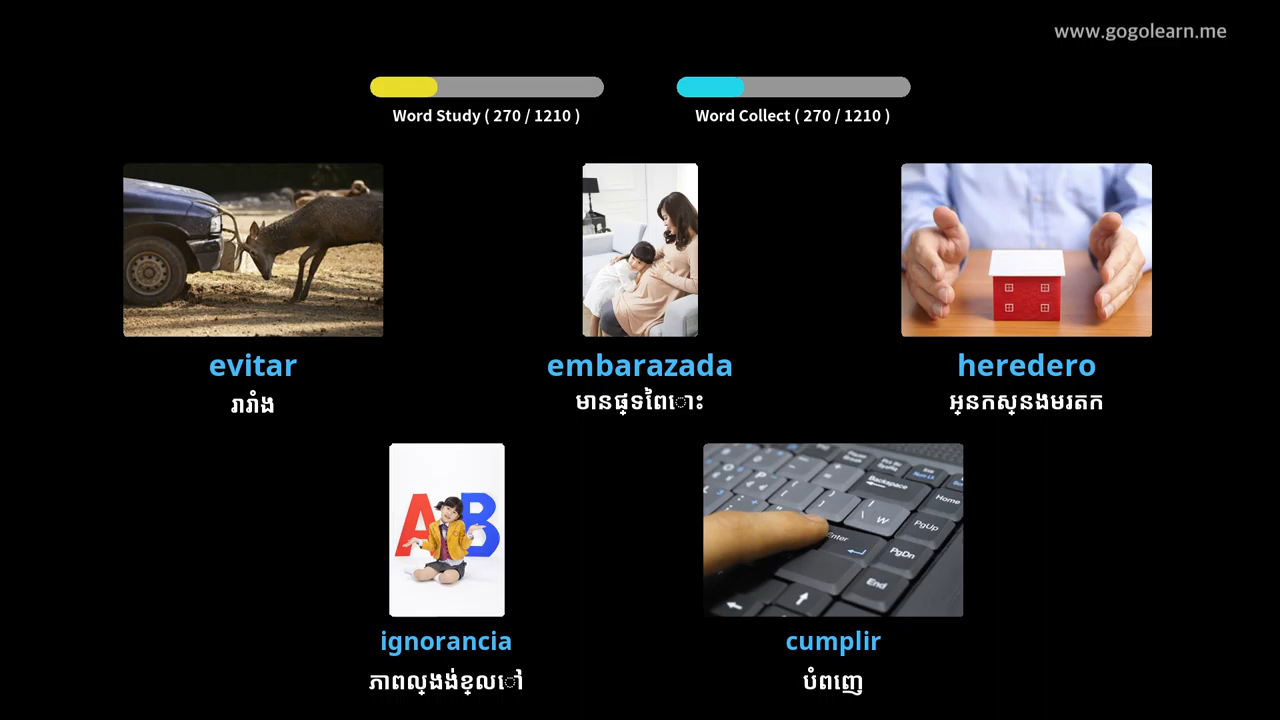 www.gogolearn.me
Word Study ( 270 / 1210 )
Word Collect ( 270 / 1210 )
evitar
embarazada
heredero
រារាំង
មានផ្ទៃពោះ
អ្នកស្នងមរតក
ignorancia
cumplir
ភាពល្ងង់ខ្លៅ
បំពេញ